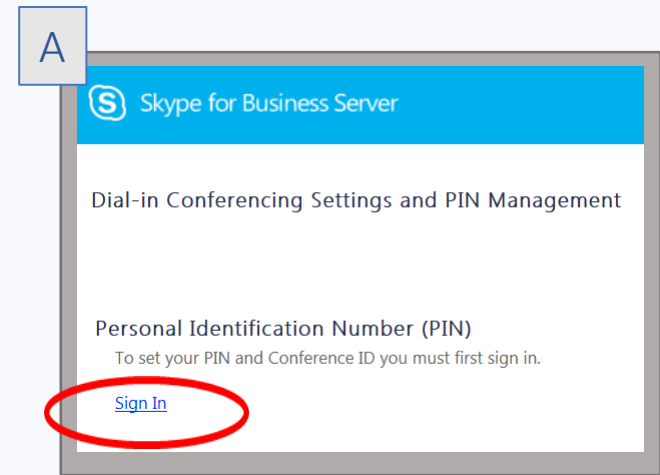 A
Skype for Business Server
Dial-in Conferencing Settings and PIN Management
Personal Identification Number (PIN)
To set your PIN and Conference ID you must first sign in.
Sign In